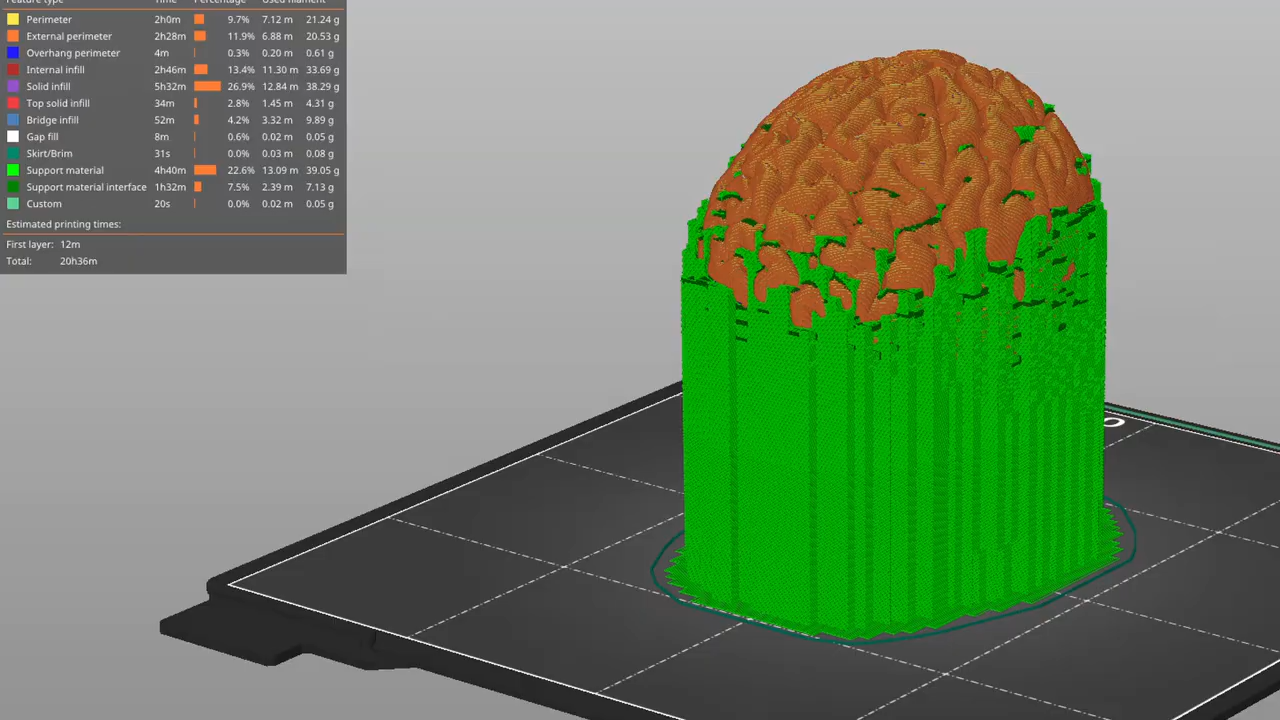 Feature type Time Percentage Used filament
Perimeter 2h0m 9.7% 7.12 m 21.24 g
External perimeter 2h28m 11.9% 6.88 m 20.53 g
Overhang perimeter 4m 0.3% 0.20 m 0.61 g
Internal infill 2h46m 13.4% 11.30 m 33.69 g
Solid infill 5h32m 26.9% 12.84 m 38.29 g
Top solid infill 34m 2.8% 1.45 m 4.31 g
Bridge infill 52m 4.2% 3.32 m 9.89 g
Gap fill 8m 0.6% 0.02 m 0.05 g
Skirt/Brim 31s 0.0% 0.03 m 0.08 g
Support material 4h40m 22.6% 13.09 m 39.05 g
Support material interface 1h32m 7.5% 2.39 m 7.13 g
Custom 20s 0.0% 0.02 m 0.05 g
Estimated printing times:
First layer: 12m
Total: 20h36m